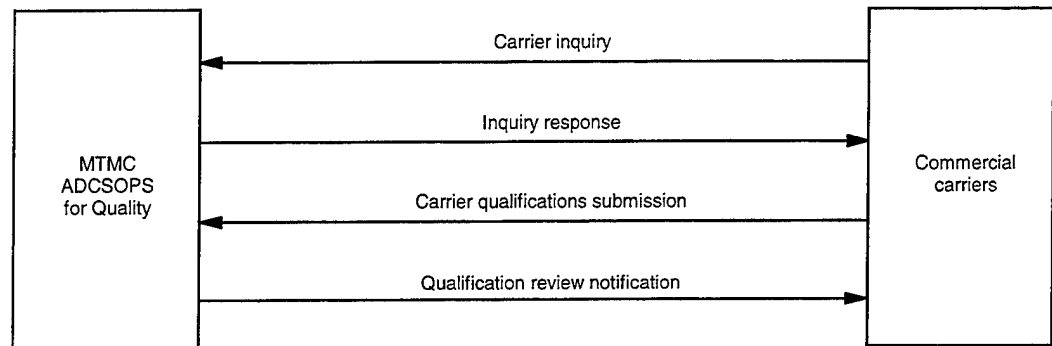 Carrier inquiry
Inquiry response
MTMC
ADCSOPS
for Quality
Commercial
carriers
Carrier qualifications submission
Qualification review notification